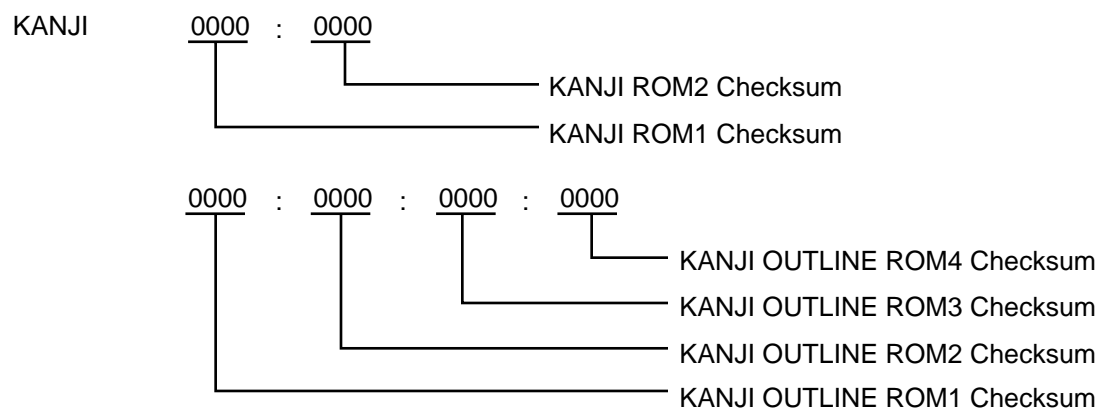 KANJI 0000 : 0000
KANJI ROM2 Checksum
KANJI ROM1 Checksum
0000 : 0000 : 0000 : 0000
KANJI OUTLINE ROM4 Checksum
KANJI OUTLINE ROM3 Checksum
KANJI OUTLINE ROM2 Checksum
KANJI OUTLINE ROM1 Checksum